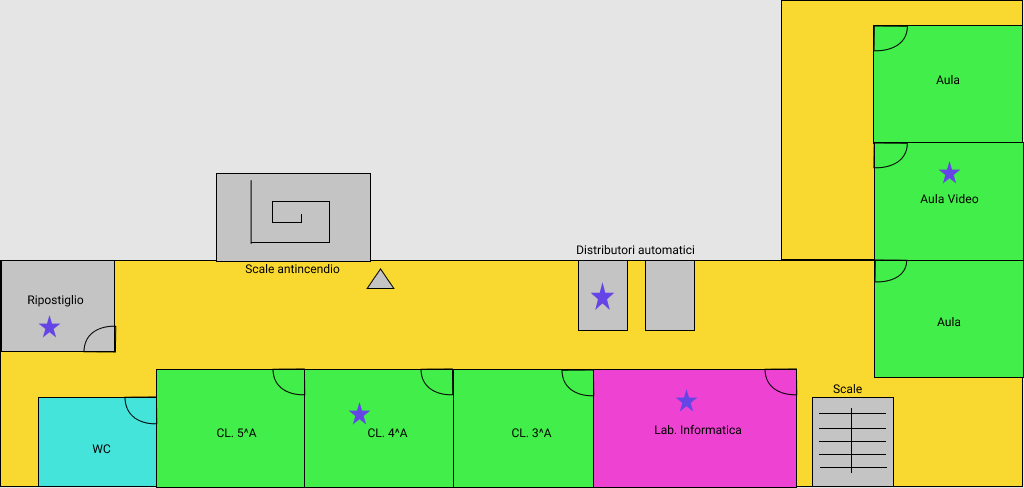 Aula
Aula Video
Distributori automatici
Scale antincendio
Ripostiglio
Aula
Scale
CL. 5^A
CL. 4^A
CL. 3^A
Lab. Informatica
WC